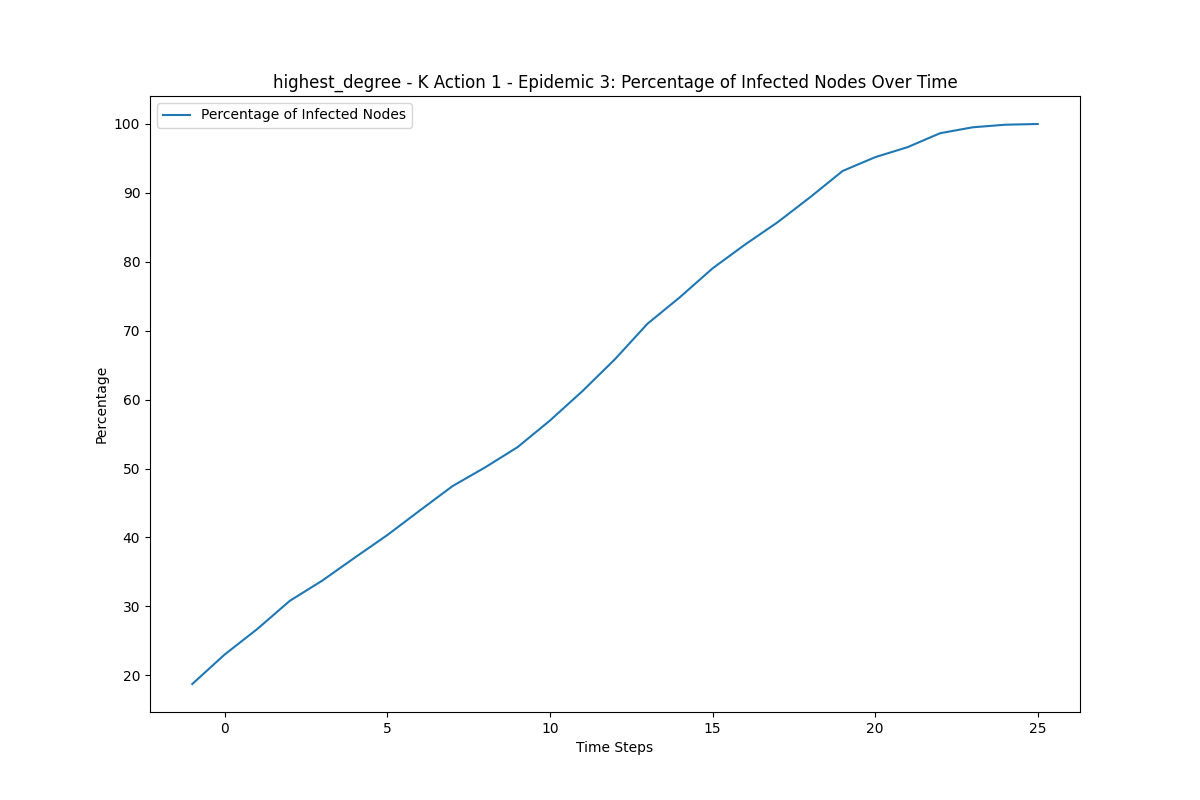 highest_degree - K Action 1 - Epidemic 3: Percentage of Infected Nodes Over Time
Percentage of Infected Nodes
100
90
80
70
60
50
40
30
20
Percentage
0 5 10 15 20 25
Time Steps